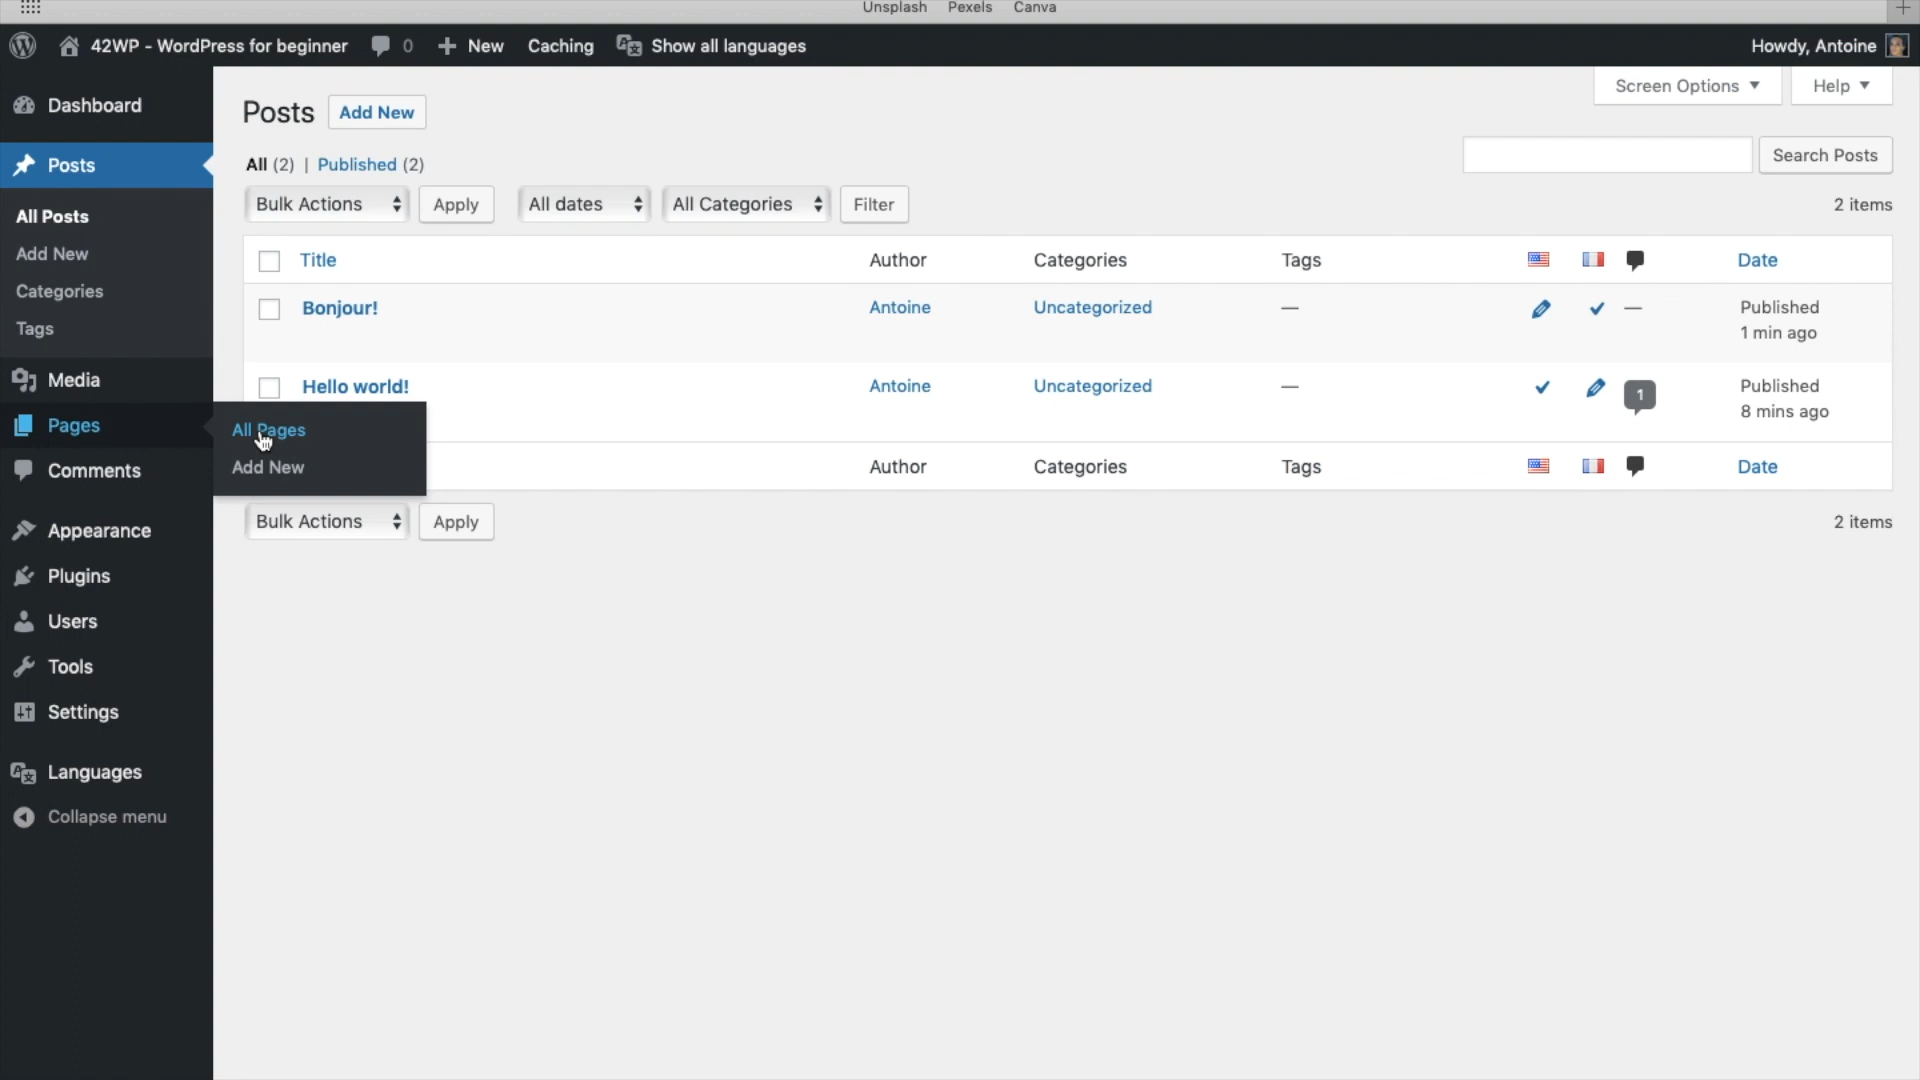 Unsplash Pexels Canva
42WP - WordPress for beginner 0 New Caching Show all languages Howdy, Antoine
Dashboard
Posts
All Posts
Add New
Categories
Tags
Media
Pages
Comments
Appearance
Plugins
Users
Tools
Settings
Languages
Collapse menu
All Pages
Add New
Screen Options Help
Posts Add New
All (2) | Published (2)
Search Posts
Bulk Actions Apply All dates All Categories Filter 2 items
Title Author Categories Tags Date
Bonjour! Antoine Uncategorized — — Published
1 min ago
Hello world! Antoine Uncategorized — 1 Published
8 mins ago
Author Categories Tags Date
Bulk Actions Apply 2 items